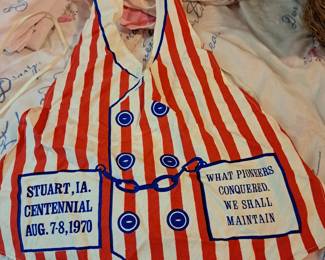 STUART, IA.
CENTENNIAL
AUG. 7-8, 1970
WHAT PIONEERS
CONQUERED,
WE SHALL
MAINTAIN